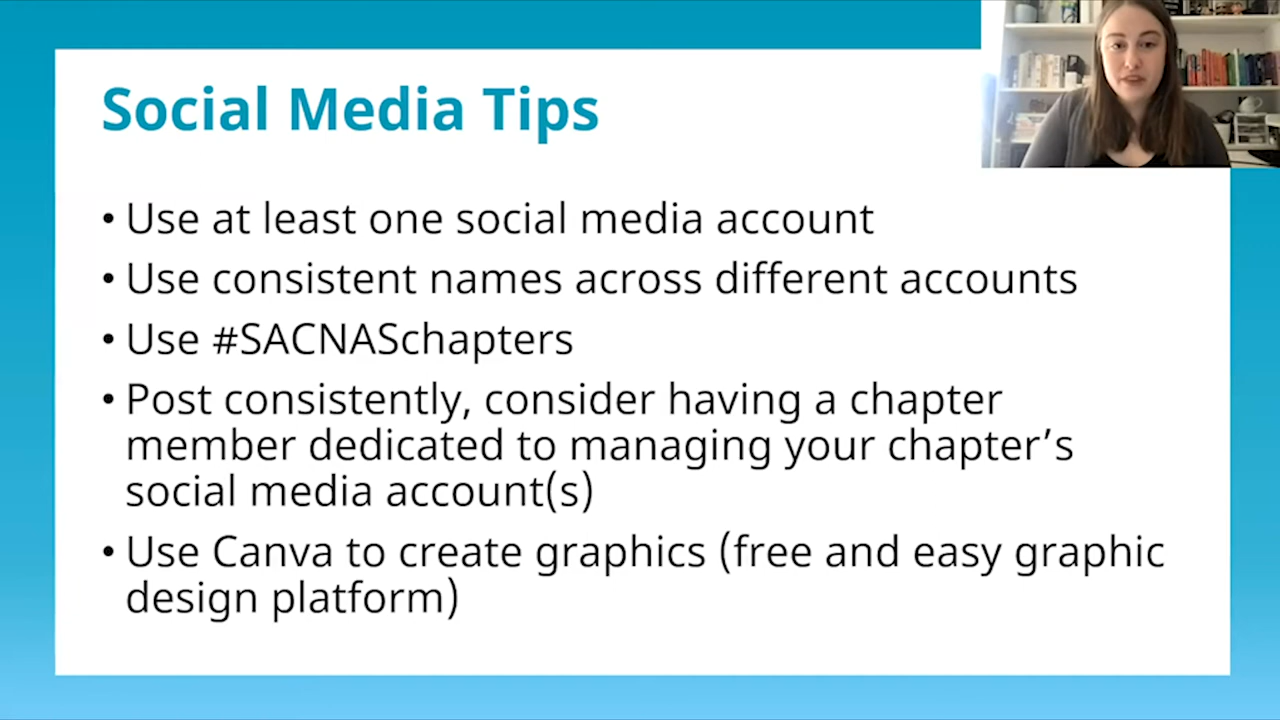 Social Media Tips
• Use at least one social media account
• Use consistent names across different accounts
• Use #SACNASchapters
• Post consistently, consider having a chapter
member dedicated to managing your chapter’s
social media account(s)
• Use Canva to create graphics (free and easy graphic
design platform)